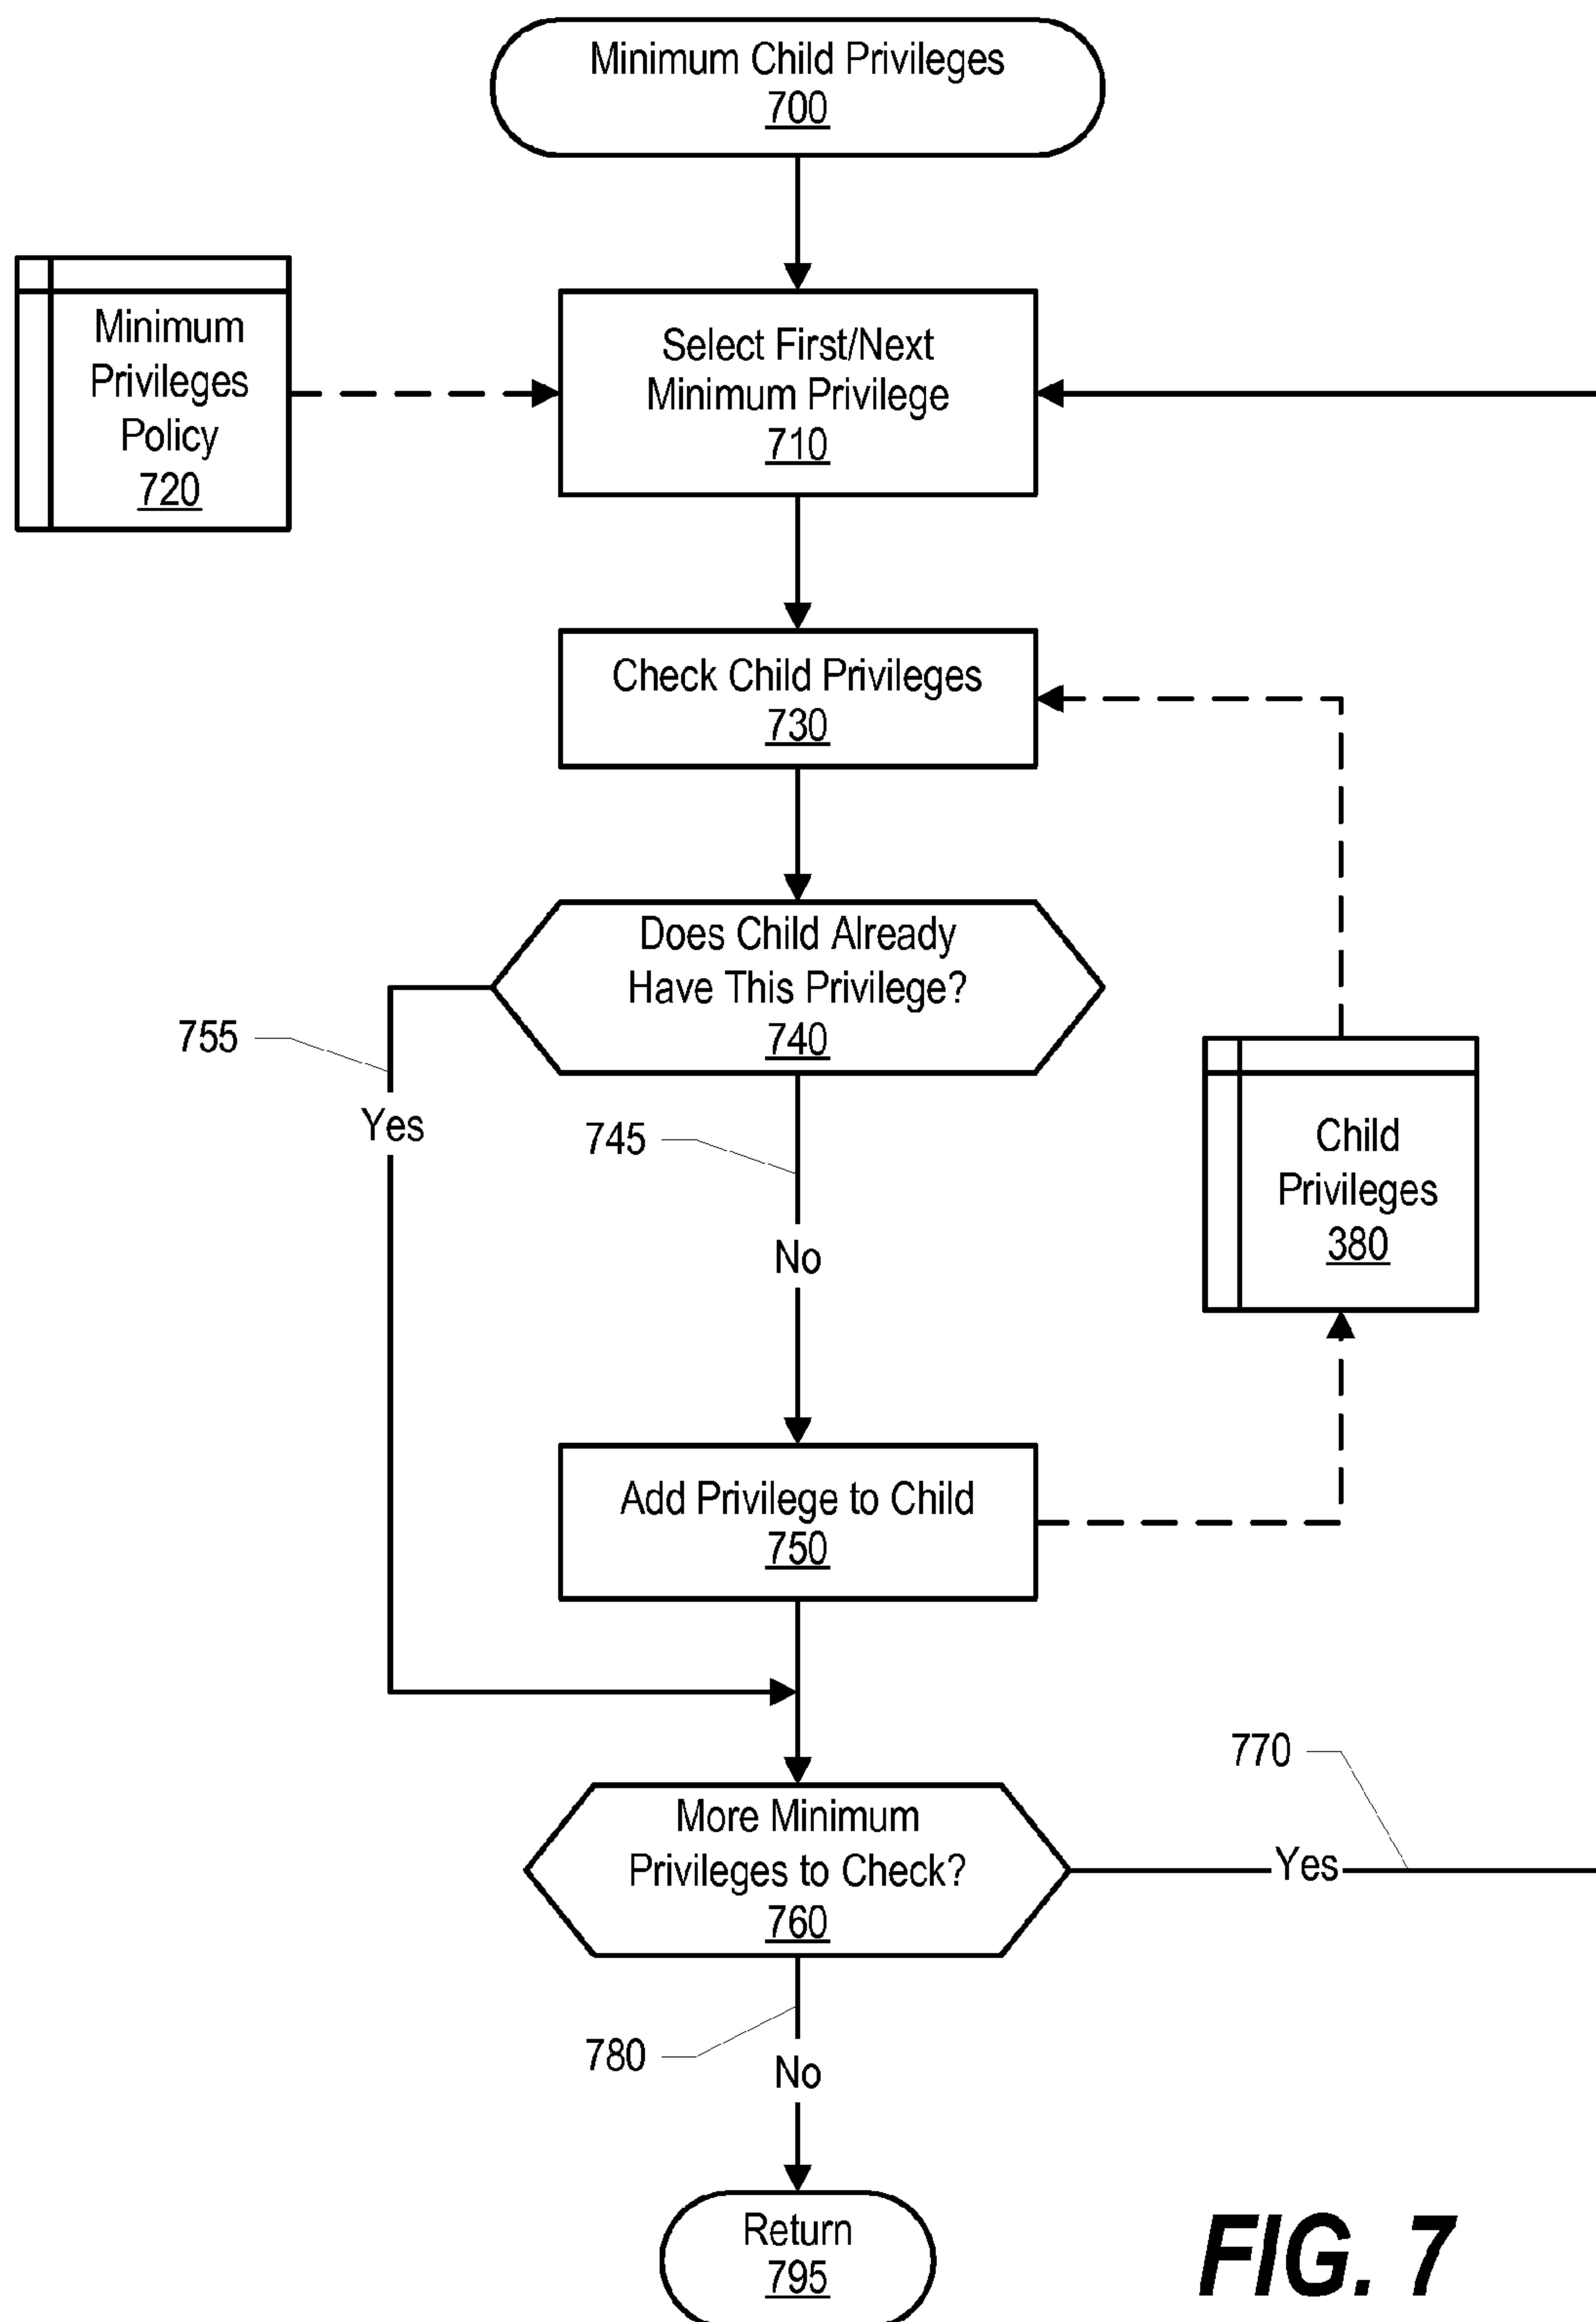 Minimum Child Privileges
700
Minimum
Privileges
Policy
720
Select First/Next
Minimum Privilege
710
Check Child Privileges
730
Does Child Already
Have This Privilege?
740
755
Yes
745
No
Child
Privileges
380
Add Privilege to Child
750
More Minimum
Privileges to Check?
760
770
Yes
780
No
Return
795
FIG. 7